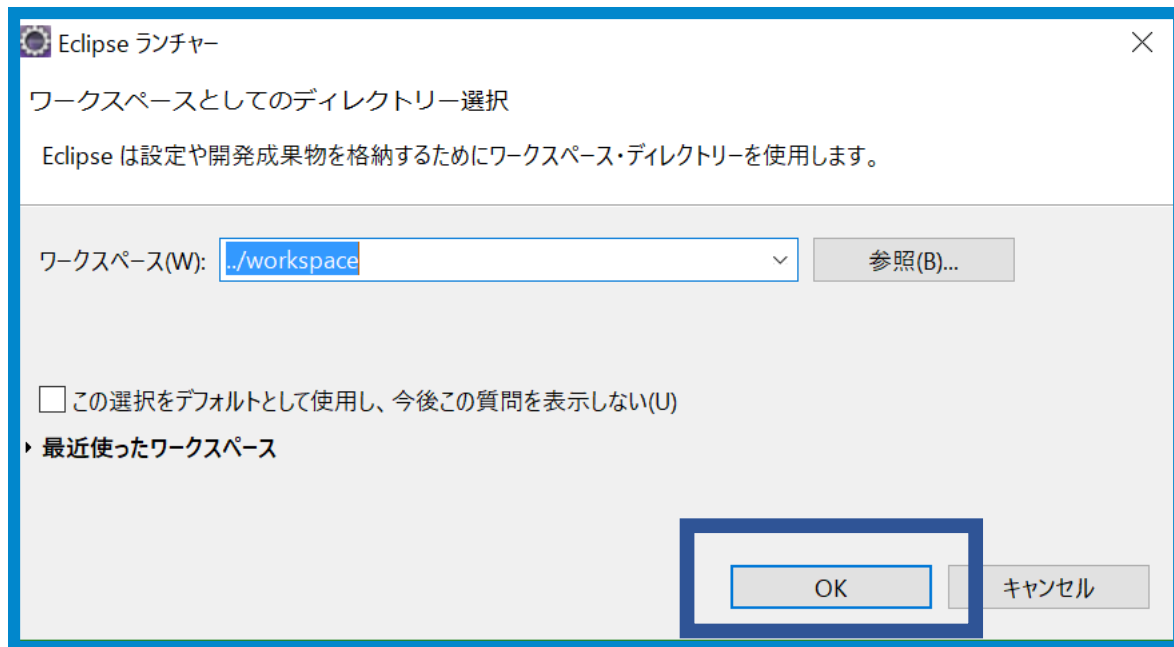 Eclipse ランチャー
ワークスペースとしてのディレクトリー選択
Eclipse は設定や開発成果物を格納するためにワークスペース・ディレクトリーを使用します。
ワークスペース(W): ../workspace 参照(B)...
この選択をデフォルトとして使用し、今後この質問を表示しない(U)
最近使ったワークスペース
OK キャンセル